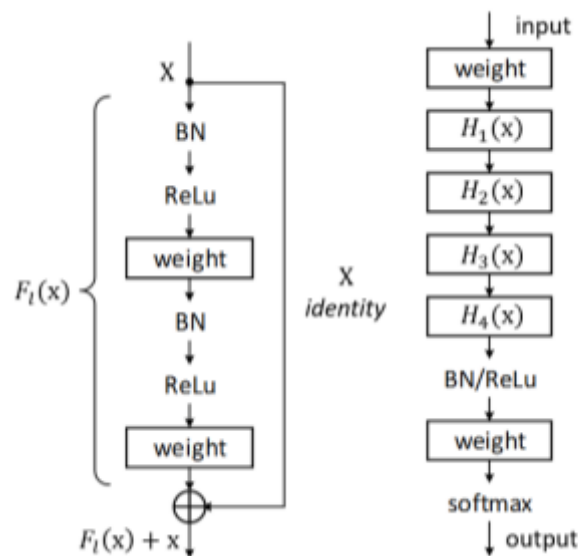 X
BN
ReLu
weight
BN
ReLu
weight
F_l(x)
F_l(x) + x
X
identity
input
weight
H_1(x)
H_2(x)
H_3(x)
H_4(x)
BN/ReLu
weight
softmax
output